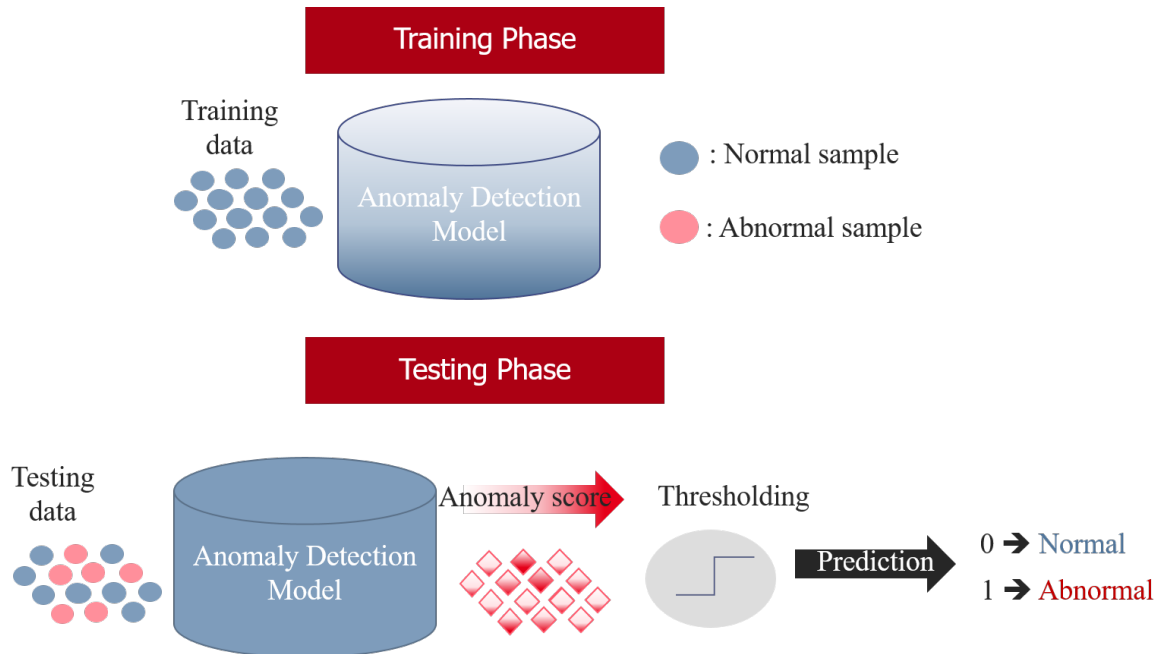 Training Phase
Training
data
Anomaly Detection
Model
: Normal sample
: Abnormal sample
Testing Phase
Testing
data
Anomaly Detection
Model
Anomaly score
Thresholding
Prediction
0 → Normal
1 → Abnormal